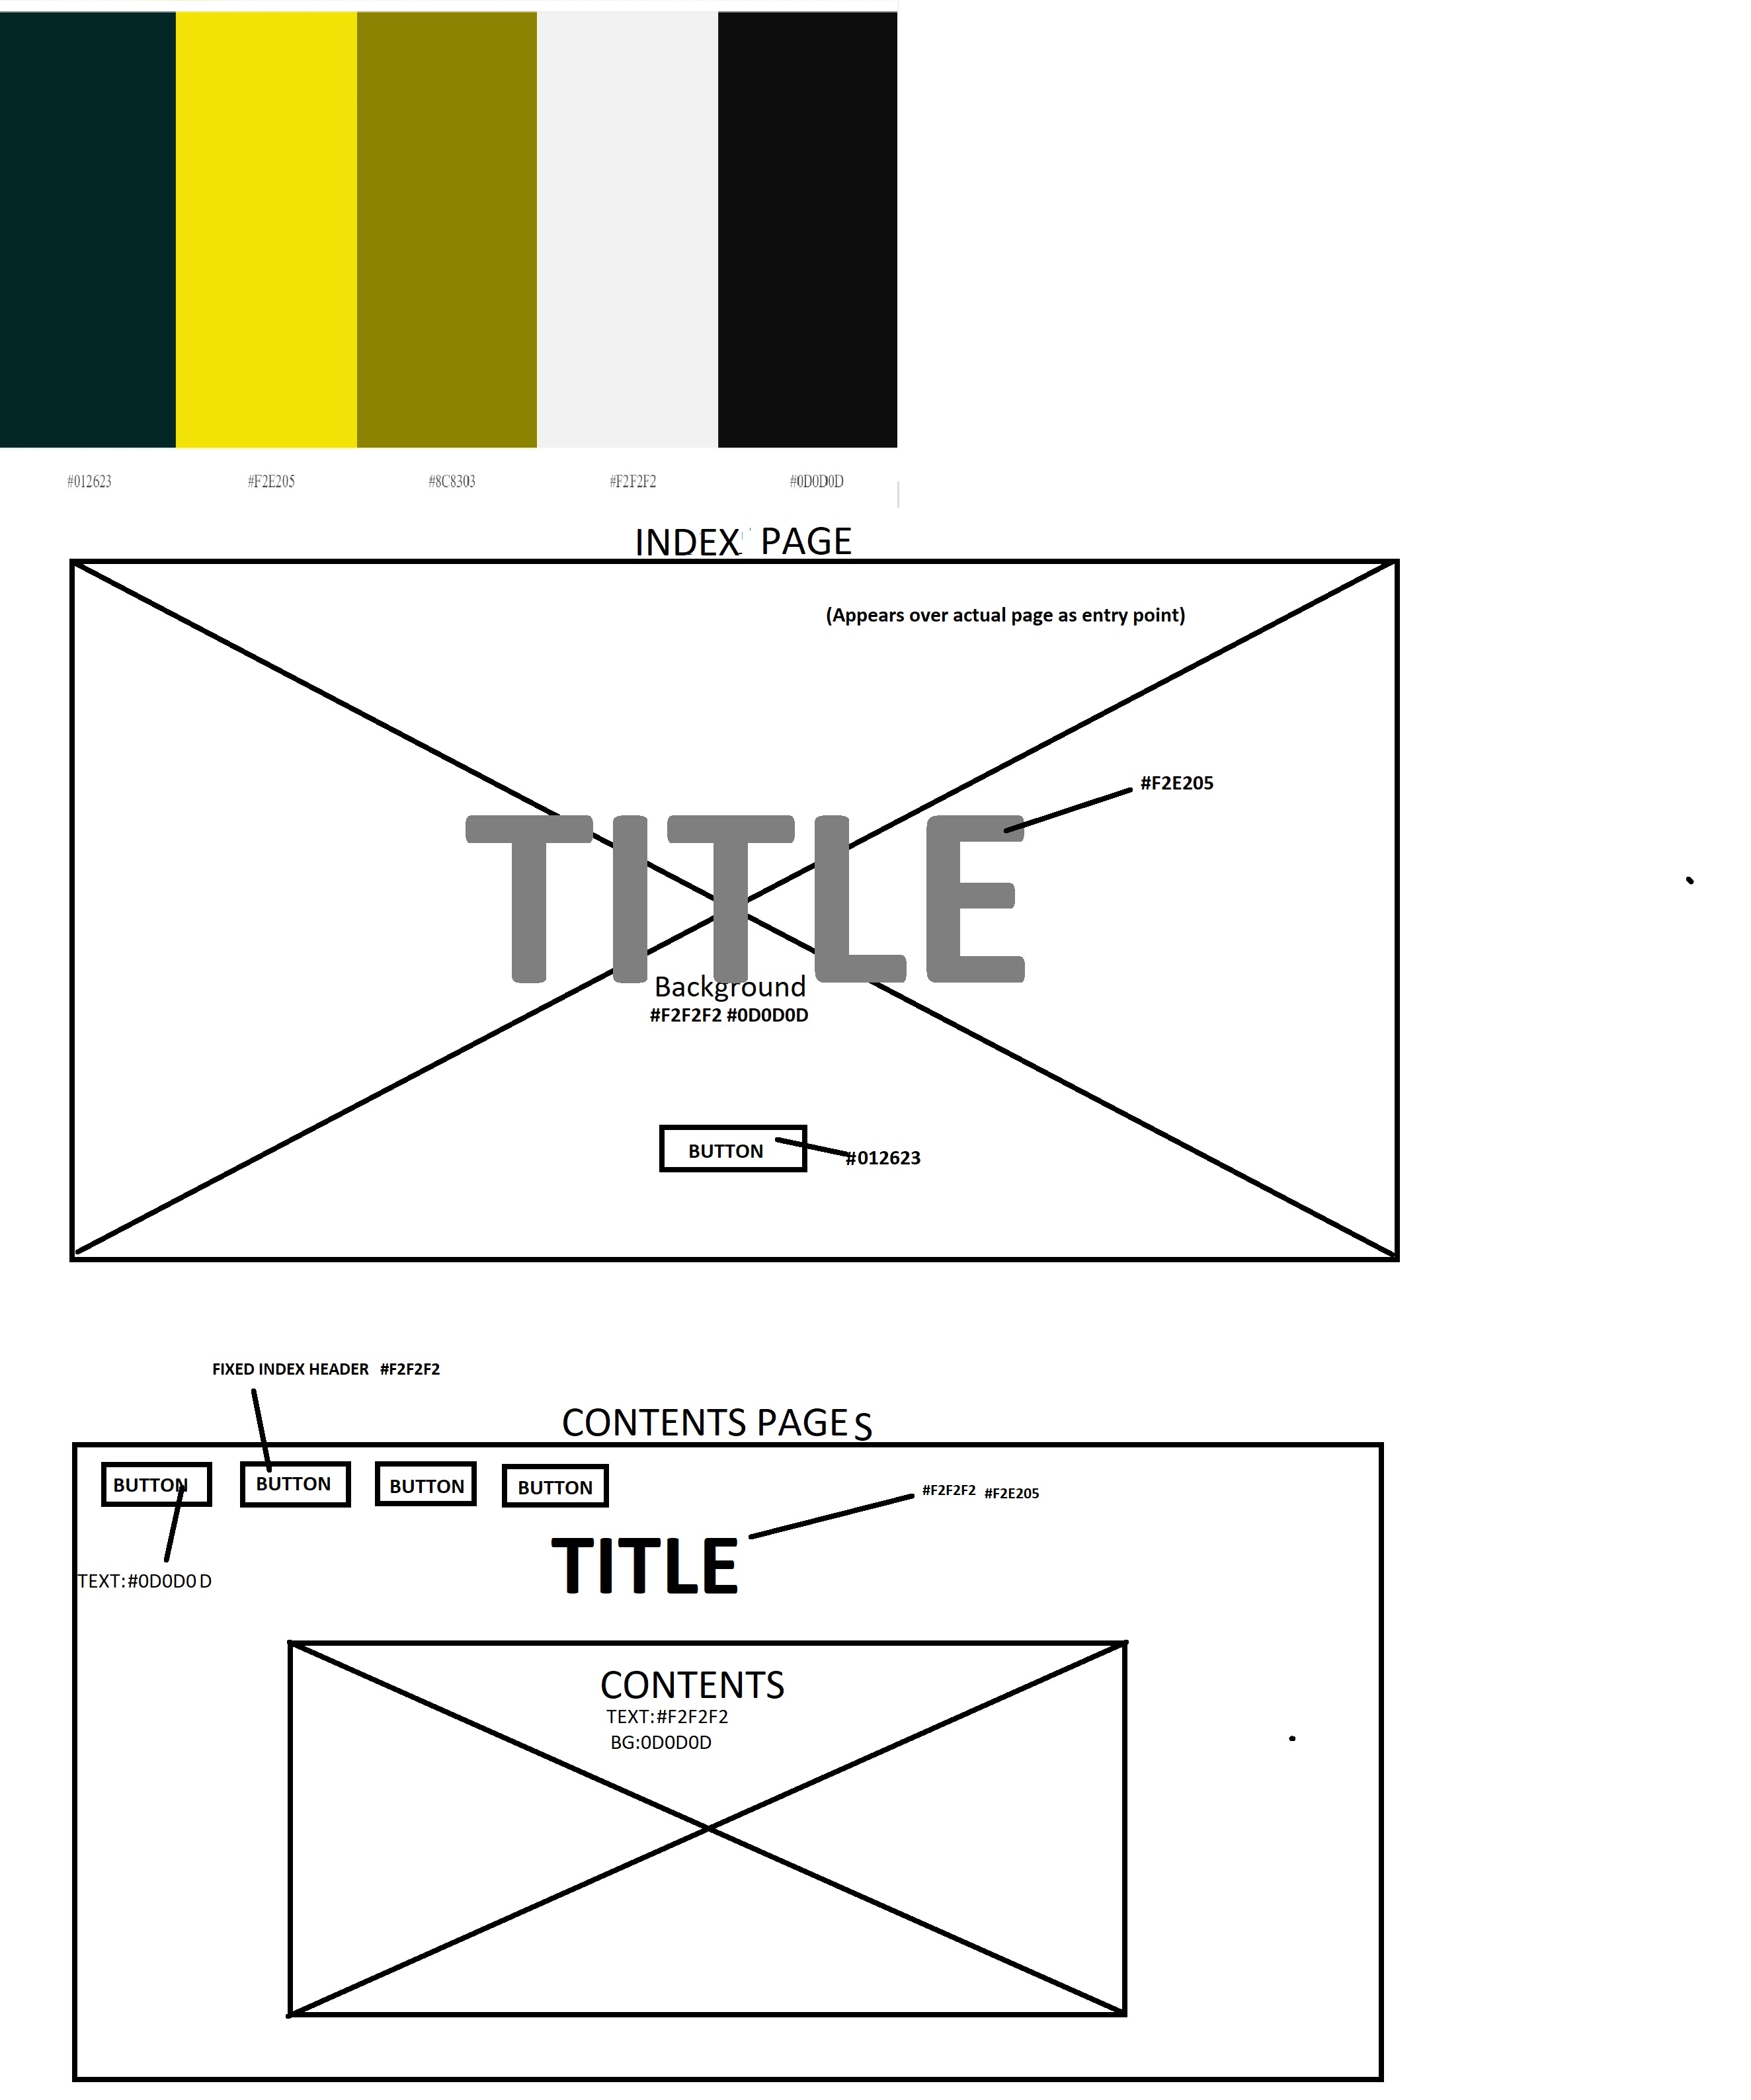 #012623 #F2E205 #8C8303 #F2F2F2 #0D0D0D
INDEX PAGE
(Appears over actual page as entry point)
#F2E205
TITLE
Background
#F2F2F2 #0D0D0D
BUTTON
#012623
FIXED INDEX HEADER #F2F2F2
CONTENTS PAGES
BUTTON BUTTON BUTTON BUTTON
#F2F2F2 #F2E205
TITLE
TEXT:#0D0D0D
CONTENTS
TEXT:#F2F2F2
BG:0D0D0D